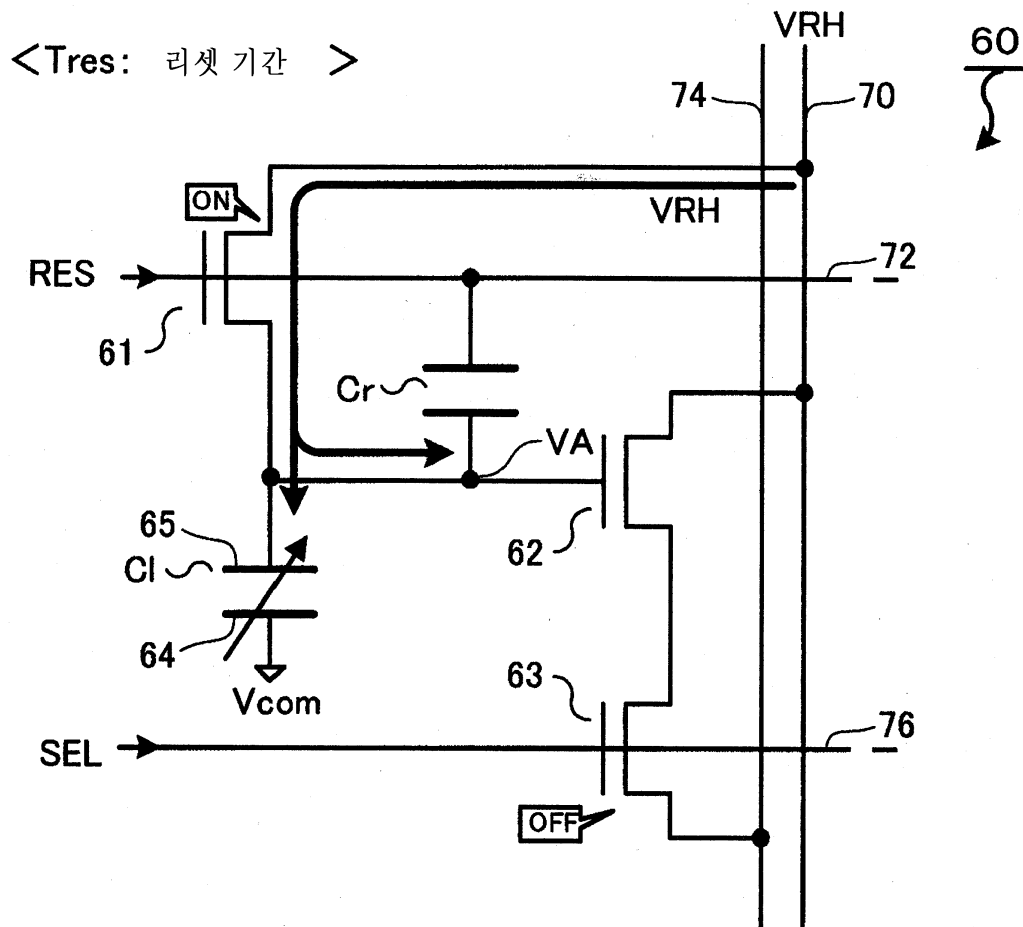 <Tres: 리셋 기간 >
VRH
60
74
70
ON
VRH
RES
72
61
Cr
VA
65
62
Cl
64
Vcom
63
SEL
76
OFF